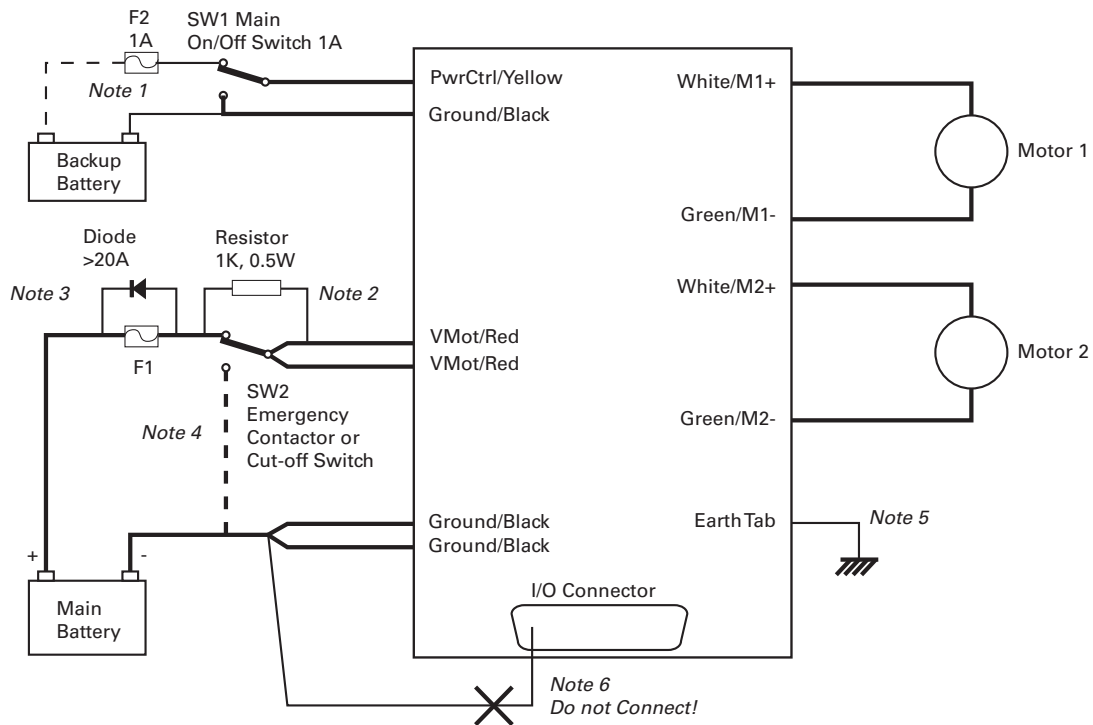 F2
1A
SW1 Main
On/Off Switch 1A
Note 1
Backup
Battery
PwrCtrl/Yellow
Ground/Black
White/M1+
Motor 1
Green/M1-
Diode
>20A
Resistor
1K, 0.5W
Note 3
Note 2
F1
VMot/Red
VMot/Red
White/M2+
Motor 2
Green/M2-
SW2
Emergency
Contactor or
Cut-off Switch
Note 4
Ground/Black
Ground/Black
Earth Tab
Note 5
+
-
Main
Battery
I/O Connector
Note 6
Do not Connect!